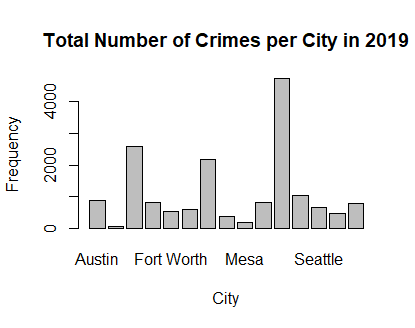 Total Number of Crimes per City in 2019
Frequency
4000
2000
0
Austin Fort Worth Mesa Seattle
City